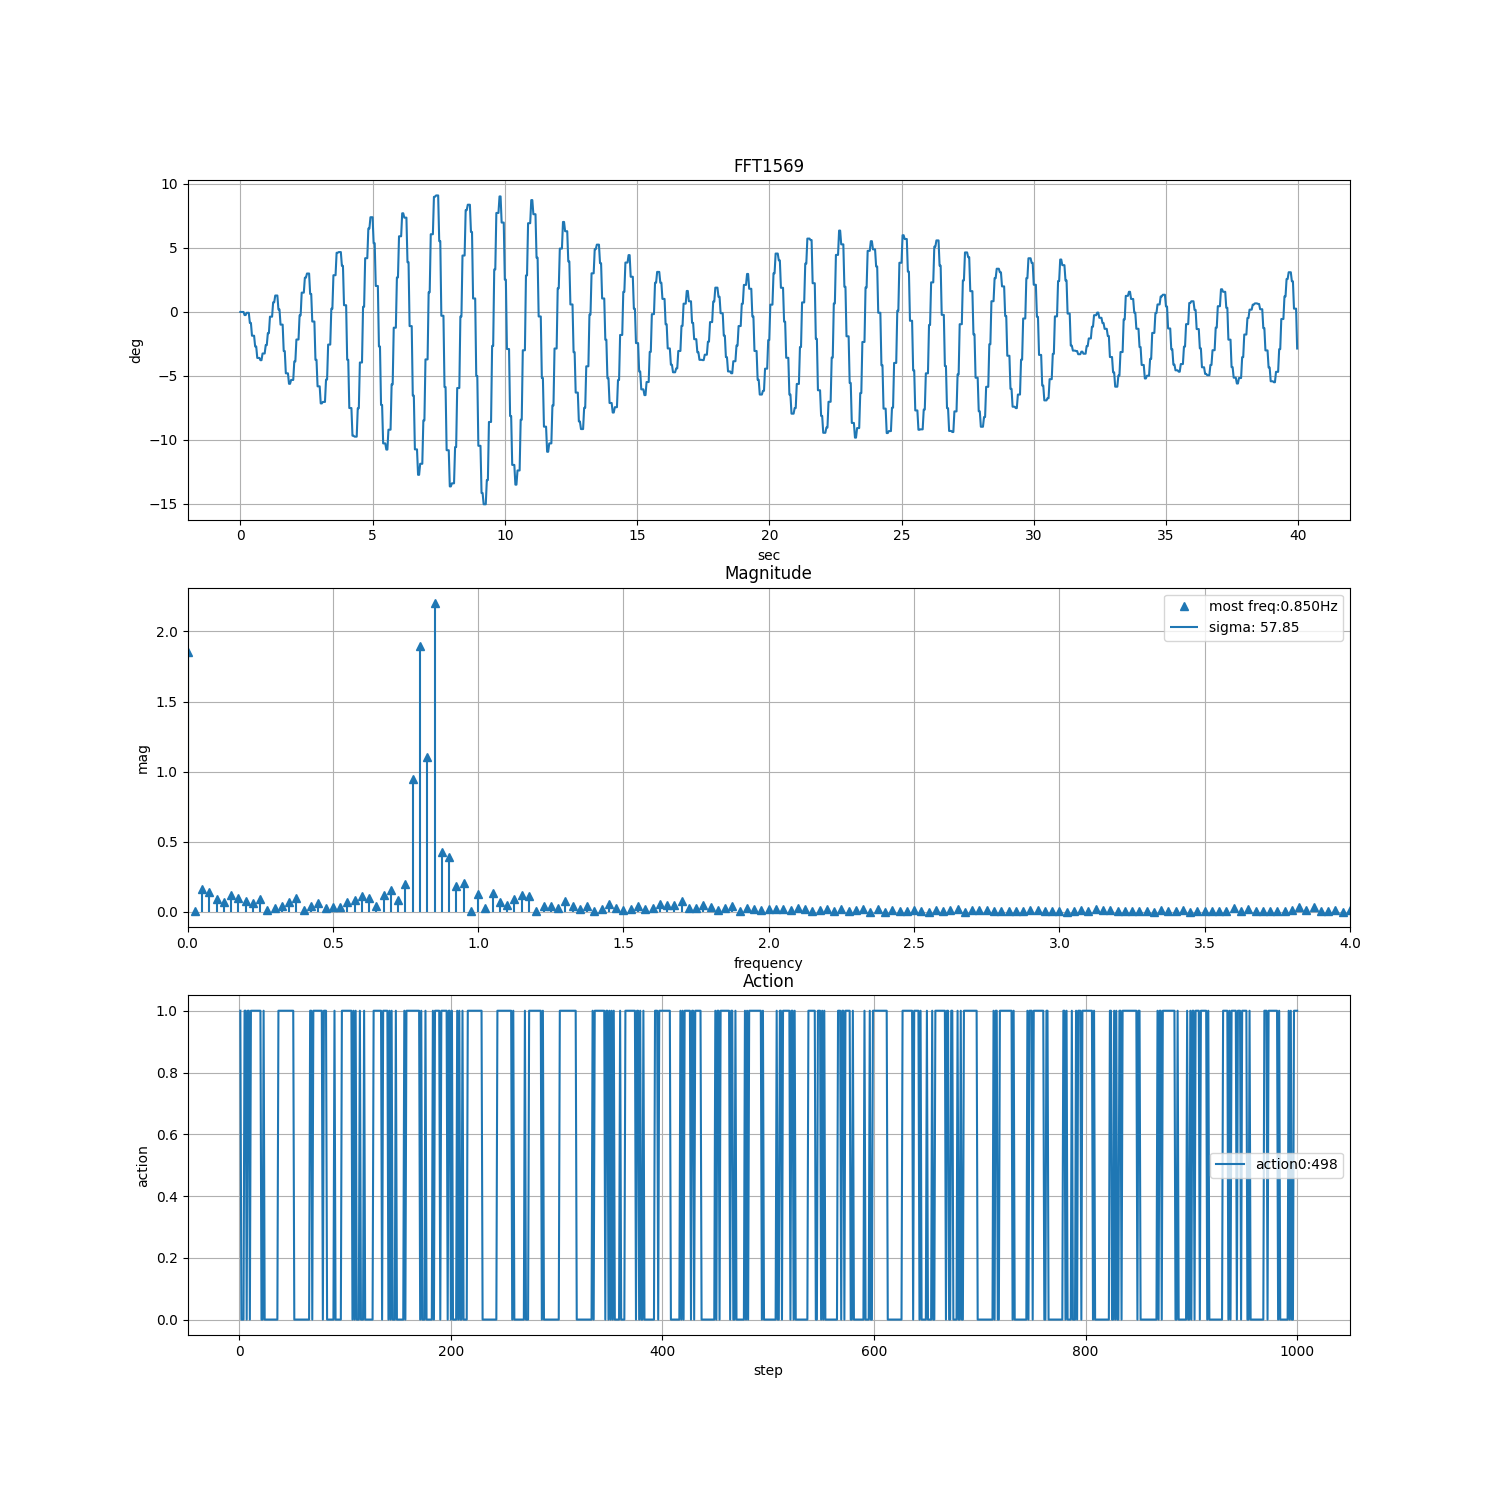 FFT1569
10
5
0
−5
−10
−15
deg
0 5 10 15 20 25 30 35 40
sec
Magnitude
most freq:0.850Hz
sigma: 57.85
2.0
1.5
1.0
0.5
0.0
mag
0.0 0.5 1.0 1.5 2.0 2.5 3.0 3.5 4.0
frequency
Action
1.0
0.8
0.6
0.4
0.2
0.0
action
action0:498
0 200 400 600 800 1000
step